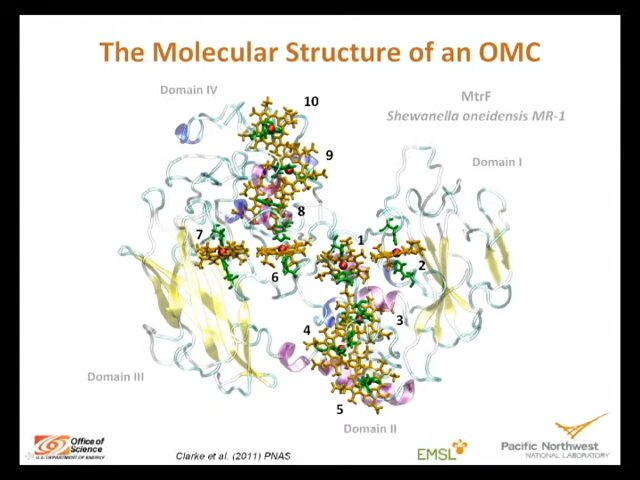 The Molecular Structure of an OMC
Domain IV
10
MtrF
Shewanella oneidensis MR-1
9
Domain I
8
7
1
2
6
3
4
Domain III
5
Domain II
Office of
Science
U.S. DEPARTMENT OF ENERGY
Clarke et al. (2011) PNAS
EMSL
Pacific Northwest
NATIONAL LABORATORY